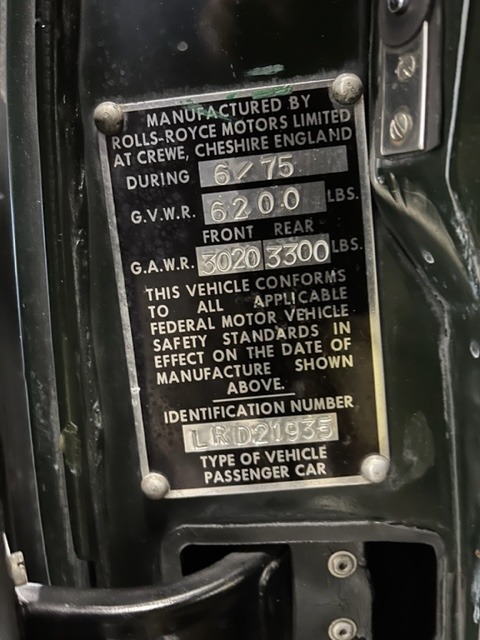 MANUFACTURED BY
ROLLS-ROYCE MOTORS LIMITED
AT CREWE, CHESHIRE ENGLAND
DURING 6/75
G.V.W.R. 6200 LBS.
FRONT REAR
G.A.W.R. 3020 3300 LBS.
THIS VEHICLE CONFORMS
TO ALL APPLICABLE
FEDERAL MOTOR VEHICLE
SAFETY STANDARDS IN
EFFECT ON THE DATE OF
MANUFACTURE SHOWN
ABOVE.
IDENTIFICATION NUMBER
LRD21935
TYPE OF VEHICLE
PASSENGER CAR